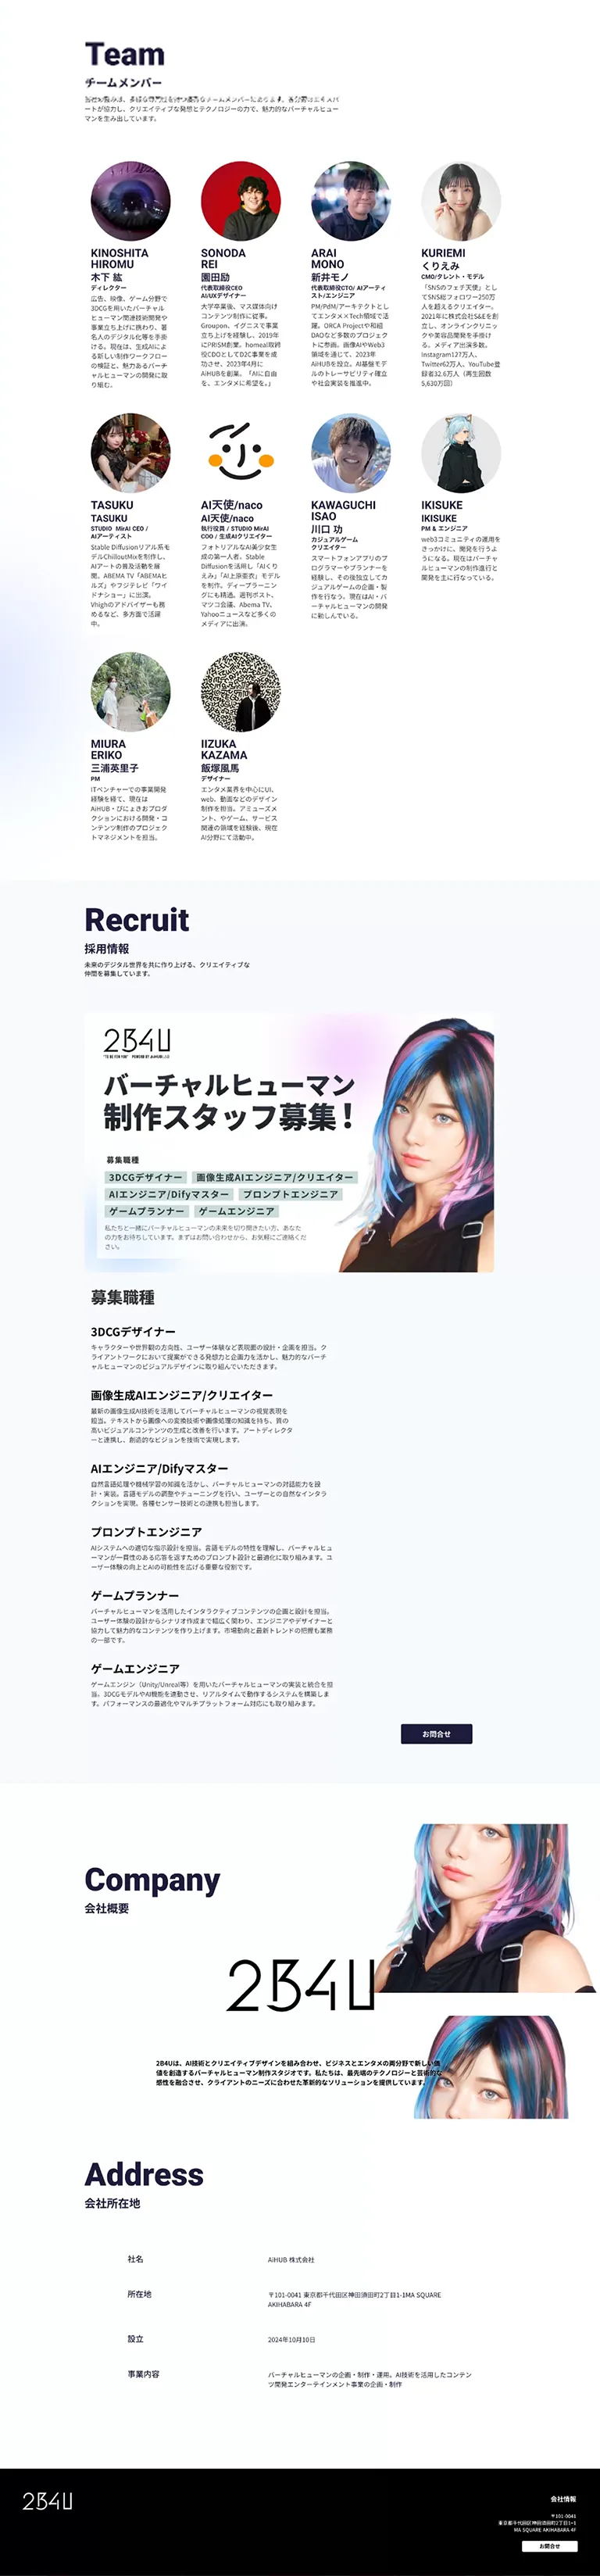 Team
チームメンバー
ートが協力し、クリエイティブな発想とテクノロジーの力で、魅力的なバーチャルヒュー
マンを生み出しています。
KINOSHITA
HIROMU
木下 紘
ディレクター
広告、映像、ゲーム分野で
3DCGを用いたバーチャル
ヒューマン関連技術開発や
事業立ち上げに携わり、著
名人のデジタル化等を手掛
ける。現在は、生成AIによ
る新しい制作ワークフロー
の検証と、魅力あるバーチ
ャルヒューマンの開発に取
り組む。
SONODA
REI
園田励
代表取締役CEO
AI/UXデザイナー
大学卒業後、マス媒体向け
コンテンツ制作に従事。
Groupon、イグニスで事業
立ち上げを経験し、2019年
にPRISM創業。homeal取締
役CDOとしてD2C事業を成
功させ、2023年4月に
AiHUBを創業。「AIに自由
を、エンタメに希望を。」
ARAI
MONO
新井モノ
代表取締役CTO/ AIアーティ
スト/エンジニア
PM/PdM/アーキテクトとし
てエンタメ×Tech領域で活
躍。ORCA Projectや和組
DAOなど多数のプロジェク
トに参画。画像AIやWeb3
領域を通じて、2023年
AiHUBを設立。AI基盤モデ
ルのトレーサビリティ確立
や社会実装を推進中。
KURIEMI
くりえみ
CMO/タレント・モデル
「SNSのフェチ天使」とし
てSNS総フォロワー250万
人を超えるクリエイター。
2021年に株式会社S&Eを創
立し、オンラインクリニッ
クや美容品開発を手掛け
る。メディア出演多数。
Instagram127万人、
Twitter62万人、YouTube登
録者32.6万人（再生回数
5,630万回）
TASUKU
TASUKU
STUDIO MirAI CEO /
AIアーティスト
Stable Diffusionリアル系モ
デルChilloutMixを制作し、
AIアートの普及活動を展
開。ABEMA TV「ABEMAヒ
ルズ」やフジテレビ「ワイ
ドナショー」に出演。
Vhighのアドバイザーも務
めるなど、多方面で活躍
中。
AI天使/naco
AI天使/naco
執行役員 / STUDIO MirAI
COO / 生成AIクリエイター
フォトリアルなAI美少女生
成の第一人者。Stable
Diffusionを活用し「AIくり
えみ」「AI上原亜衣」モデル
を制作。ディープラーニン
グにも精通。週刊ポスト、
マツコ会議、Abema TV、
Yahooニュースなど多くの
メディアに出演。
KAWAGUCHI
ISAO
川口 功
カジュアルゲーム
クリエイター
スマートフォンアプリのプ
ログラマーやプランナーを
経験し、その後独立してカ
ジュアルゲームの企画・製
作を行なう。現在はAI・バ
ーチャルヒューマンの開発
に勤しんでいる。
IKISUKE
IKISUKE
PM & エンジニア
web3コミュニティの運用を
きっかけに、開発を行うよ
うになる。現在はバーチャ
ルヒューマンの制作進行と
開発を主に行なっている。
MIURA
ERIKO
三浦英里子
PM
ITベンチャーでの事業開発
経験を経て、現在は
AiHUB・ぴにょきおプロダ
クションにおける開発・コ
ンテンツ制作のプロジェク
トマネジメントを担当。
IIZUKA
KAZAMA
飯塚風馬
デザイナー
エンタメ業界を中心にUI、
web、動画などのデザイン
制作を担当。アミューズメ
ント、やゲーム、サービス
関連の領域を経験後、現在
AI分野にて活動中。
Recruit
採用情報
未来のデジタル世界を共に作り上げる、クリエイティブな
仲間を募集しています。
2B4U
"TO BE FOR YOU" POWERD BY AiHUB
バーチャルヒューマン
制作スタッフ募集！
募集職種
3DCGデザイナー 画像生成AIエンジニア/クリエイター
AIエンジニア/Difyマスター プロンプトエンジニア
ゲームプランナー ゲームエンジニア
私たちと一緒にバーチャルヒューマンの未来を切り開きたい方、あなた
の力をお待ちしています。まずはお問い合わせから、お気軽にご連絡くだ
さい。
募集職種
3DCGデザイナー
キャラクターや世界観の方向性、ユーザー体験など表現面の設計・企画を担当。ク
ライアントワークにおいて提案ができる発想力と企画力を活かし、魅力的なバーチ
ャルヒューマンのビジュアルデザインに取り組んでいただきます。
画像生成AIエンジニア/クリエイター
最新の画像生成AI技術を活用してバーチャルヒューマンの視覚表現を
担当。テキストから画像への変換技術や画像処理の知識を持ち、質の
高いビジュアルコンテンツの生成と改善を行います。アートディレクタ
ーと連携し、創造的なビジョンを技術で実現します。
AIエンジニア/Difyマスター
自然言語処理や機械学習の知識を活かし、バーチャルヒューマンの対話能力を設
計・実装。言語モデルの調整やチューニングを行い、ユーザーとの自然なインタラ
クションを実現。各種センサー技術との連携も担当します。
プロンプトエンジニア
AIシステムへの適切な指示設計を担当。言語モデルの特性を理解し、バーチャルヒュ
ーマンが一貫性のある応答を返すためのプロンプト設計と最適化に取り組みます。ユ
ーザー体験の向上とAIの可能性を広げる重要な役割です。
ゲームプランナー
バーチャルヒューマンを活用したインタラクティブコンテンツの企画と設計を担当。
ユーザー体験の設計からシナリオ作成まで幅広く関わり、エンジニアやデザイナーと
協力して魅力的なコンテンツを作り上げます。市場動向と最新トレンドの把握も業務
の一部です。
ゲームエンジニア
ゲームエンジン（Unity/Unreal等）を用いたバーチャルヒューマンの実装と統合を担
当。3DCGモデルやAI機能を連動させ、リアルタイムで動作するシステムを構築しま
す。パフォーマンスの最適化やマルチプラットフォーム対応にも取り組みます。
お問合せ
Company
会社概要
2B4U
2B4Uは、AI技術とクリエイティブデザインを組み合わせ、ビジネスとエンタメの両分野で新しい価
値を創造するバーチャルヒューマン制作スタジオです。私たちは、最先端のテクノロジーと芸術的な
感性を融合させ、クライアントのニーズに合わせた革新的なソリューションを提供しています。
Address
会社所在地
社名 AiHUB 株式会社
所在地 〒101-0041 東京都千代田区神田須田町2丁目1-1MA SQUARE
AKIHABARA 4F
設立 2024年10月10日
事業内容 バーチャルヒューマンの企画・制作・運用。AI技術を活用したコンテン
ツ開発エンターテインメント事業の企画・制作
2B4U
会社情報
〒101-0041
東京都千代田区神田須田町2丁目1-1
MA SQUARE AKIHABARA 4F
お問合せ